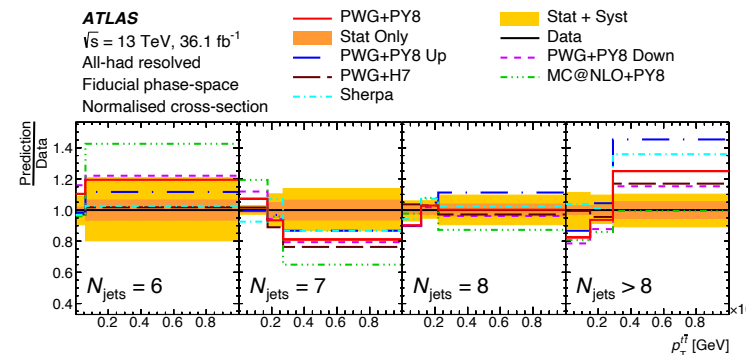 ATLAS
√s = 13 TeV, 36.1 fb⁻¹
All-had resolved
Fiducial phase-space
Normalised cross-section
PWG+PY8
Stat Only
PWG+PY8 Up
PWG+H7
Sherpa
Stat + Syst
Data
PWG+PY8 Down
MC@NLO+PY8
Prediction
Data
1.4
1.2
1.0
0.8
0.6
0.4
N_jets = 6
N_jets = 7
N_jets = 8
N_jets > 8
0.2 0.4 0.6 0.8 0.2 0.4 0.6 0.8 0.2 0.4 0.6 0.8 0.2 0.4 0.6 0.8
p_T^{tt̄} [GeV]